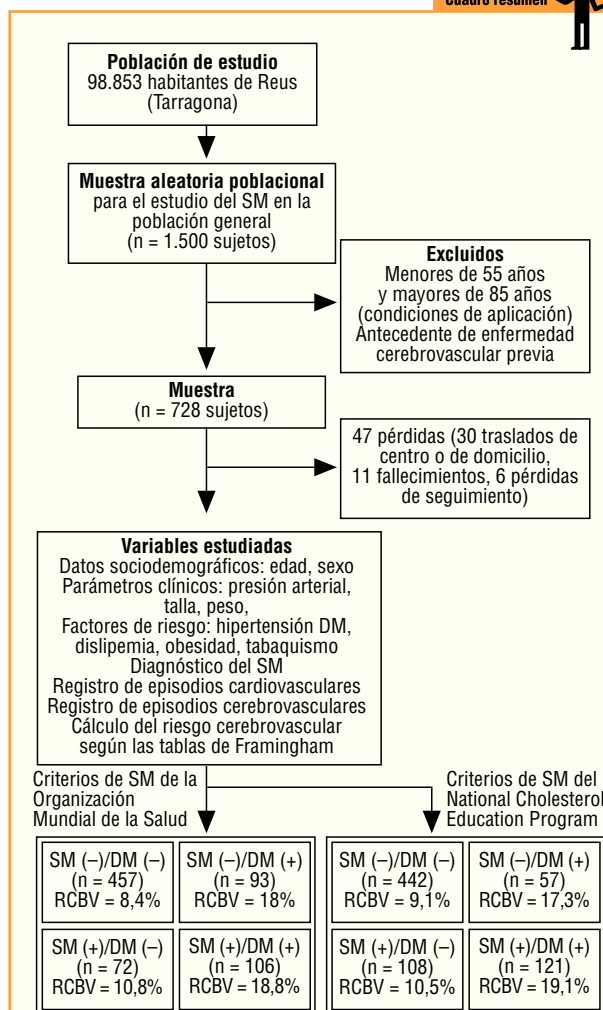 Cuadro resumen
Población de estudio
98.853 habitantes de Reus
(Tarragona)
Muestra aleatoria poblacional
para el estudio del SM en la
población general
(n = 1.500 sujetos)
Excluidos
Menores de 55 años
y mayores de 85 años
(condiciones de aplicación)
Antecedente de enfermedad
cerebrovascular previa
Muestra
(n = 728 sujetos)
47 pérdidas (30 traslados de
centro o de domicilio,
11 fallecimientos, 6 pérdidas
de seguimiento)
Variables estudiadas
Datos sociodemográficos: edad, sexo
Parámetros clínicos: presión arterial,
talla, peso,
Factores de riesgo: hipertensión DM,
dislipemia, obesidad, tabaquismo
Diagnóstico del SM
Registro de episodios cardiovasculares
Registro de episodios cerebrovasculares
Cálculo del riesgo cerebrovascular
según las tablas de Framingham
Criterios de SM de la
Organización
Mundial de la Salud
Criterios de SM del
National Cholesterol
Education Program
SM (–)/DM (–)
(n = 457)
RCBV = 8,4%
SM (–)/DM (+)
(n = 93)
RCBV = 18%
SM (+)/DM (–)
(n = 72)
RCBV = 10,8%
SM (+)/DM (+)
(n = 106)
RCBV = 18,8%
SM (–)/DM (–)
(n = 442)
RCBV = 9,1%
SM (–)/DM (+)
(n = 57)
RCBV = 17,3%
SM (+)/DM (–)
(n = 108)
RCBV = 10,5%
SM (+)/DM (+)
(n = 121)
RCBV = 19,1%